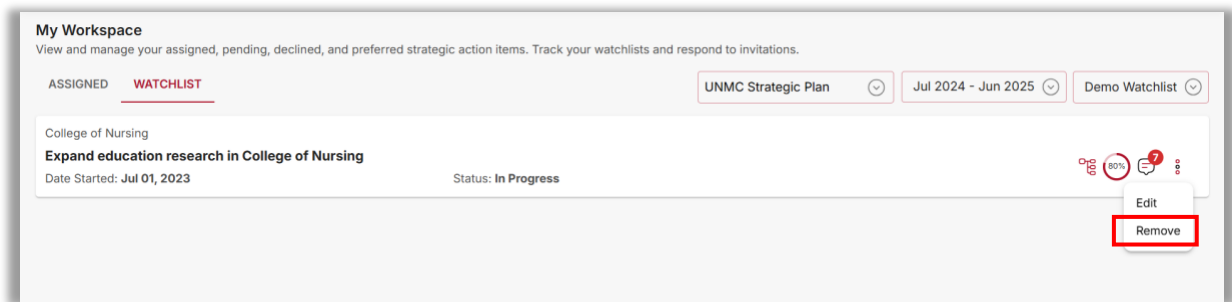 My Workspace
View and manage your assigned, pending, declined, and preferred strategic action items. Track your watchlists and respond to invitations.
ASSIGNED WATCHLIST UNMC Strategic Plan Jul 2024 - Jun 2025 Demo Watchlist
College of Nursing
Expand education research in College of Nursing
80% 7
Date Started: Jul 01, 2023 Status: In Progress
Edit
Remove